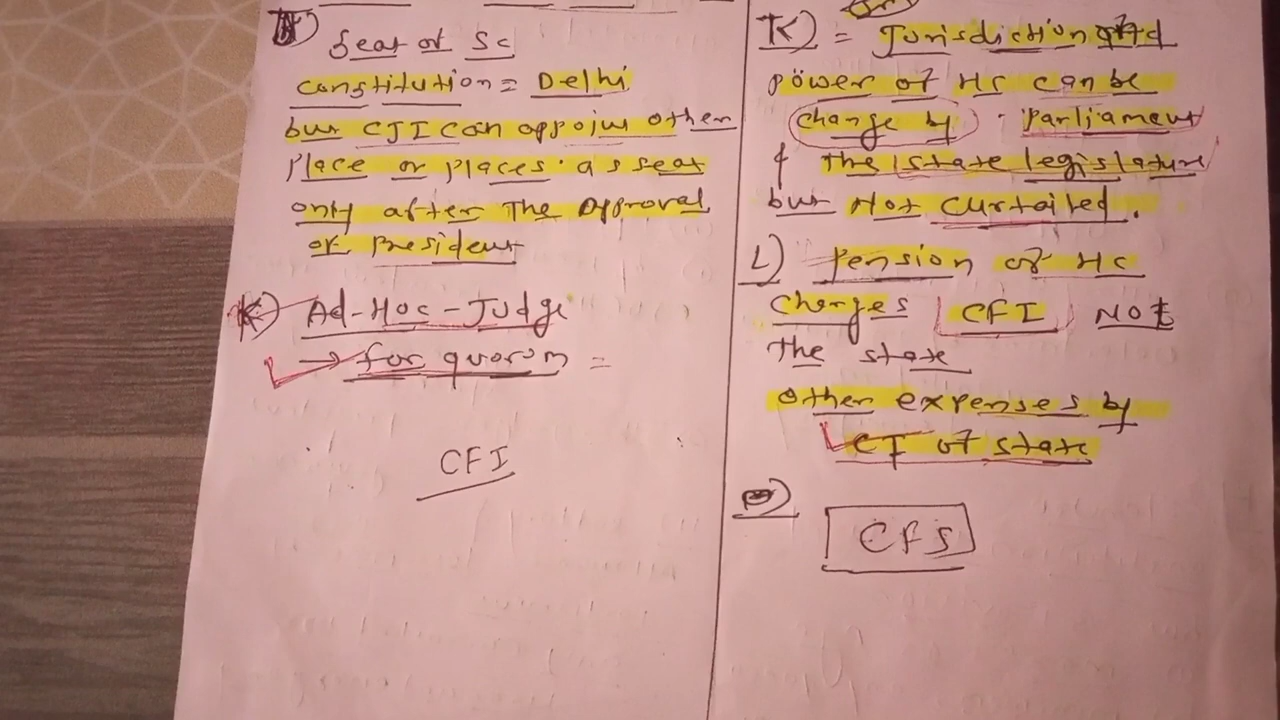 Seat of SC
constitution = Delhi
but CJI can appoint other
place or places as seat
only after the approval
of President
K) Ad-Hoc-Judge
→ for quorum =
CFI
K) = Jurisdiction and
power of HC can be
change by Parliament
& the state legislature
but not curtailed.
L) Pension of HC
Charges CFI NOT
the state
other expenses by
CF of state
CFS